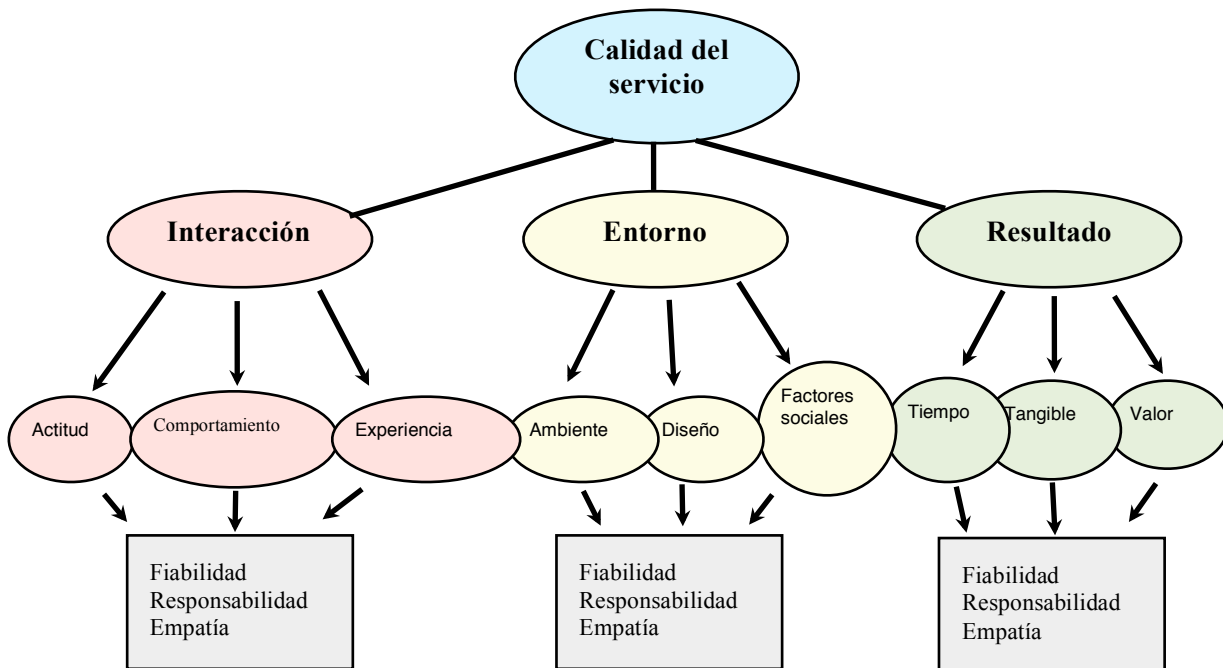 Calidad del
servicio
Interacción
Entorno
Resultado
Actitud
Comportamiento
Experiencia
Ambiente
Diseño
Factores
sociales
Tiempo
Tangible
Valor
Fiabilidad
Responsabilidad
Empatía
Fiabilidad
Responsabilidad
Empatía
Fiabilidad
Responsabilidad
Empatía